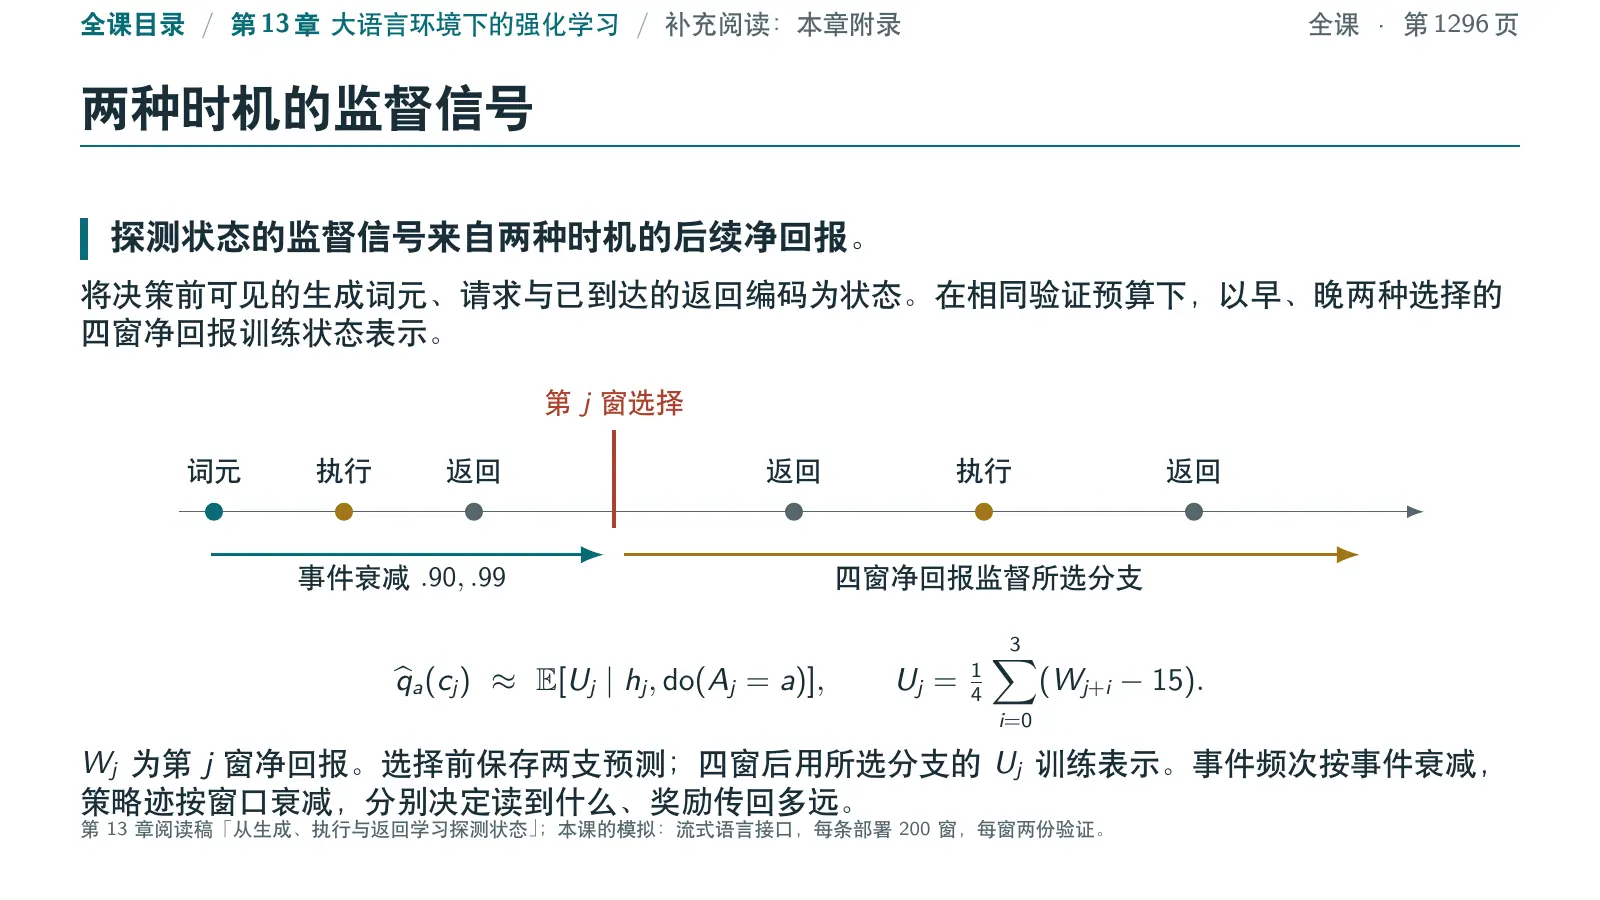 全课目录 / 第 13 章 大语言环境下的强化学习 / 补充阅读：本章附录
全课 · 第 1296 页
两种时机的监督信号
探测状态的监督信号来自两种时机的后续净回报。
将决策前可见的生成词元、请求与已到达的返回编码为状态。在相同验证预算下，以早、晚两种选择的
四窗净回报训练状态表示。
第 j 窗选择
词元 执行 返回 返回 执行 返回
事件衰减 .90, .99
四窗净回报监督所选分支
q̂ₐ(cⱼ) ≈ 𝔼[Uⱼ | hⱼ, do(Aⱼ = a)], Uⱼ = ¼ ∑_{i=0}^{3} (W_{j+i} − 15).
Wⱼ 为第 j 窗净回报。选择前保存两支预测；四窗后用所选分支的 Uⱼ 训练表示。事件频次按事件衰减，
策略迹按窗口衰减，分别决定读到什么、奖励传回多远。
第 13 章阅读稿「从生成、执行与返回学习探测状态」；本课的模拟：流式语言接口，每条部署 200 窗，每窗两份验证。